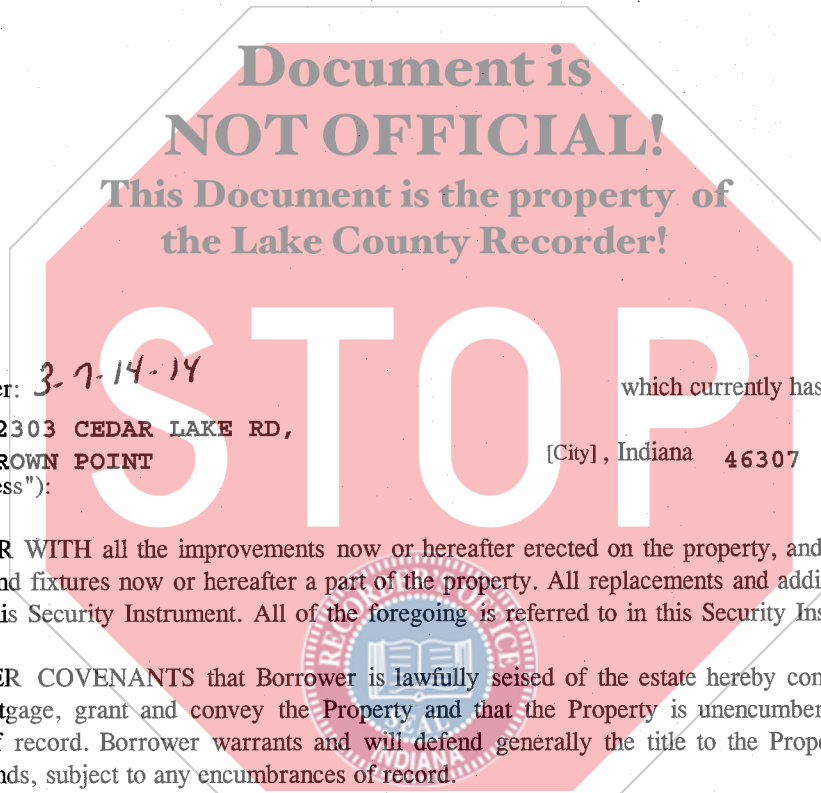 Document is
NOT OFFICIAL!
This Document is the property of
the Lake County Recorder!
STOP
er: 3-7-14-14 which currently has
2303 CEDAR LAKE RD,
ROWN POINT [City] , Indiana 46307
ess"):
R WITH all the improvements now or hereafter erected on the property, and
nd fixtures now or hereafter a part of the property. All replacements and addi
is Security Instrument. All of the foregoing is referred to in this Security Ins
ER COVENANTS that Borrower is lawfully seised of the estate hereby con
tgage, grant and convey the Property and that the Property is unencumber
f record. Borrower warrants and will defend generally the title to the Prope
nds, subject to any encumbrances of record.
RECORDER'S OFFICE
SEAL
INDIANA